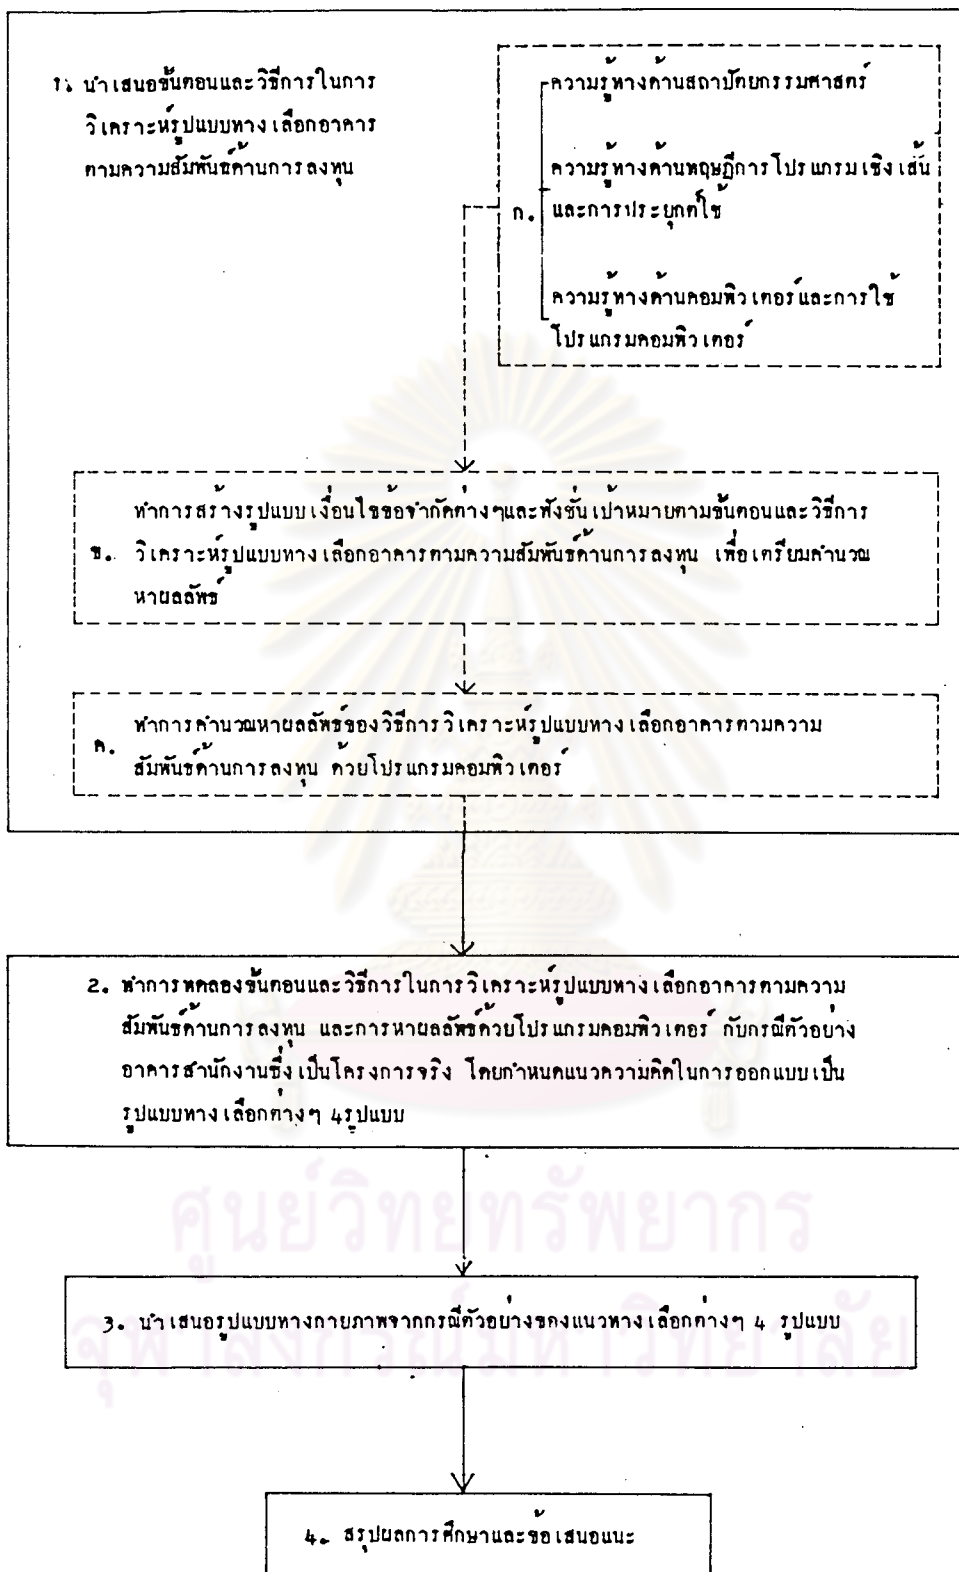 1. นำเสนอขั้นตอนและวิธีการในการ
วิเคราะห์รูปแบบทางเลือกอาคาร
ตามความสัมพันธ์ด้านการลงทุน
ความรู้ทางด้านสถาปัตยกรรมศาสตร์
ความรู้ทางด้านทฤษฎีการโปรแกรมเชิงเส้น
ก. และการประยุกต์ใช้
ความรู้ทางด้านคอมพิวเตอร์และการใช้
โปรแกรมคอมพิวเตอร์
ทำการสร้างรูปแบบเงื่อนไขข้อจำกัดต่างๆและฟังชั่นเป้าหมายตามขั้นตอนและวิธีการ
ข. วิเคราะห์รูปแบบทางเลือกอาคารตามความสัมพันธ์ด้านการลงทุน เพื่อเตรียมคำนวณ
หาผลลัพธ์
ทำการคำนวณหาผลลัพธ์ของวิธีการวิเคราะห์รูปแบบทางเลือกอาคารตามความ
ค. สัมพันธ์ด้านการลงทุน ด้วยโปรแกรมคอมพิวเตอร์
2. ทำการทดลองขั้นตอนและวิธีการในการวิเคราะห์รูปแบบทางเลือกอาคารตามความ
สัมพันธ์ด้านการลงทุน และการหาผลลัพธ์ด้วยโปรแกรมคอมพิวเตอร์ กับกรณีตัวอย่าง
อาคารสำนักงานซึ่งเป็นโครงการจริง โดยกำหนดแนวความคิดในการออกแบบเป็น
รูปแบบทางเลือกต่างๆ 4รูปแบบ
ศูนย์วิทยทรัพยากร
3. นำเสนอรูปแบบทางกายภาพจากกรณีตัวอย่างของแนวทางเลือกต่างๆ 4 รูปแบบ
จุฬาลงกรณ์มหาวิทยาลัย
4. สรุปผลการศึกษาและข้อเสนอแนะ